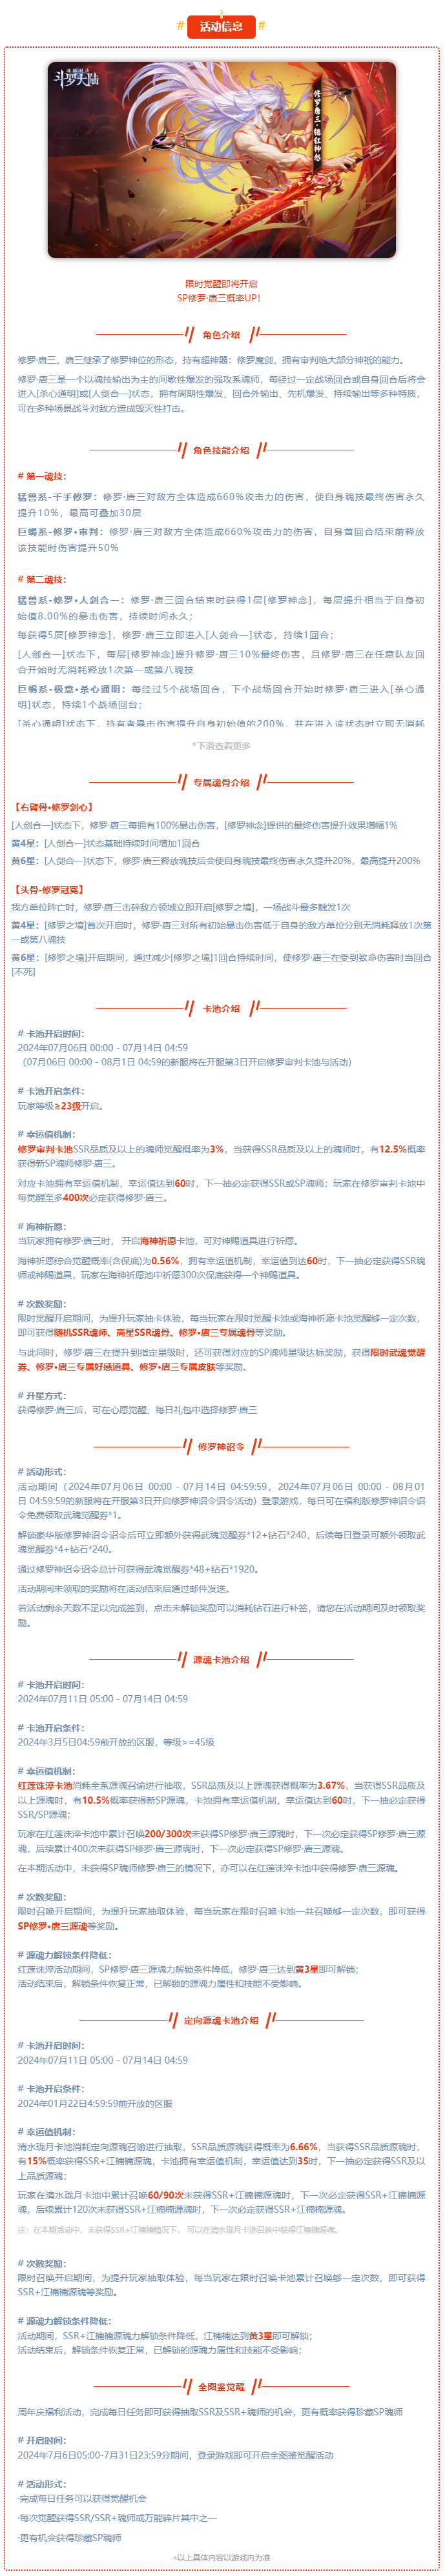 # 活动信息 #
斗罗大陆
修罗唐三·猩红神怒
限时觉醒即将开启
SP修罗·唐三概率UP！
角色介绍
修罗·唐三，唐三继承了修罗神位的形态，持有超神器：修罗魔剑，拥有审判绝大部分神祇的能力。
修罗·唐三是一个以魂技输出为主的间歇性爆发的强攻系魂师，每经过一定战场回合或自身回合后将会
进入[杀心通明]或[人剑合一]状态，拥有周期性爆发、回合外输出、先机爆发、持续输出等多种特质，
可在多种场景战斗对敌方造成毁灭性打击。
角色技能介绍
# 第一魂技：
猛兽系-千手修罗：修罗·唐三对敌方全体造成660%攻击力的伤害，使自身魂技最终伤害永久
提升10%，最高可叠加30层
巨蝎系-修罗•审判：修罗·唐三对敌方全体造成660%攻击力的伤害，自身首回合结束前释放
该技能时伤害提升50%
# 第二魂技：
猛兽系-修罗•人剑合一：修罗·唐三回合结束时获得1层[修罗神念]，每层提升相当于自身初
始值8.00%的暴击伤害，持续时间永久；
每获得5层[修罗神念]，修罗·唐三立即进入[人剑合一]状态，持续1个回合；
[人剑合一]状态下，每层[修罗神念]提升修罗·唐三10%最终伤害，且修罗·唐三在任意队友回
合开始时无消耗释放1次第一或第八魂技
巨蝎系-极意•杀心通明：每经过5个战场回合，下个战场回合开始时修罗·唐三进入[杀心通
明]状态，持续1个战场回合；
[杀心通明]状态下，持有者暴击伤害提升自身初始值的200%，并在进入该状态时立即无消耗
*下滑查看更多
专属魂骨介绍
【右臂骨•修罗剑心】
[人剑合一]状态下，修罗·唐三每拥有100%暴击伤害，[修罗神念]提供的最终伤害提升效果增幅1%
黄4星：[人剑合一]状态基础持续时间增加1回合
黄6星：[人剑合一]状态下，修罗·唐三释放魂技后会使自身魂技最终伤害永久提升20%，最高提升200%
【头骨-修罗冠冕】
我方单位阵亡时，修罗·唐三击碎敌方领域立即开启[修罗之境]，一场战斗最多触发1次
黄4星：[修罗之境]首次开启时，修罗·唐三对所有初始暴击伤害低于自身的敌方单位分别无消耗释放1次第
一或第八魂技
黄6星：[修罗之境]开启期间，通过减少[修罗之境]1回合持续时间，使修罗·唐三在受到致命伤害时当回合
[不死]
卡池介绍
# 卡池开启时间：
2024年07月06日 00:00 - 07月14日 04:59
（07月06日 00:00 - 08月1日 04:59的新服将在开服第3日开启修罗审判卡池与活动）
# 卡池开启条件：
玩家等级≥23级开启。
# 幸运值机制：
修罗审判卡池SSR品质及以上的魂师觉醒概率为3%，当获得SSR品质及以上的魂师时，有12.5%概率
获得新SP魂师修罗·唐三。
对应卡池拥有幸运值机制，幸运值达到60时，下一抽必定获得SSR或SP魂师；玩家在修罗审判卡池中
每觉醒至多400次必定获得修罗·唐三。
# 海神祈愿：
当玩家拥有修罗·唐三时， 开启海神祈愿卡池，可对神赐道具进行祈愿。
海神祈愿综合觉醒概率(含保底)为0.56%，拥有幸运值机制，幸运值到达60时，下一抽必定获得SSR魂
师或神赐道具，玩家在海神祈愿池中祈愿300次保底获得一个神赐道具。
# 次数奖励：
限时觉醒开启期间，为提升玩家抽卡体验，每当玩家在限时觉醒卡池或海神祈愿卡池觉醒够一定次数，
即可获得随机SSR魂师、高星SSR魂骨、修罗•唐三专属魂骨等奖励。
与此同时，修罗·唐三在提升到指定星级时，还可获得对应的SP魂师星级达标奖励，获得限时武魂觉醒
券、修罗•唐三专属好感道具、修罗•唐三专属皮肤等奖励。
# 升星方式：
获得修罗·唐三后，可在心愿觉醒、每日礼包中选择修罗·唐三
修罗神诏令
# 活动形式：
活动期间（2024年07月06日 00:00 - 07月14日 04:59:59，2024年07月06日 00:00 - 08月01
日 04:59:59的新服将在开服第3日开启修罗神诏令诏令活动）登录游戏，每日可在福利版修罗神诏令诏
令免费领取武魂觉醒券*1。
解锁豪华版修罗神诏令诏令后可立即额外获得武魂觉醒券*12+钻石*240，后续每日登录可额外领取武
魂觉醒券*4+钻石*240。
通过修罗神诏令诏令总计可获得武魂觉醒券*48+钻石*1920。
活动期间未领取的奖励将在活动结束后通过邮件发送。
若活动剩余天数不足以完成签到，点击未解锁奖励可以消耗钻石进行补签，请您在活动期间及时领取奖
励。
源魂卡池介绍
# 卡池开启时间：
2024年07月11日 05:00 - 07月14日 04:59
# 卡池开启条件：
2024年3月5日04:59前开放的区服，等级>=45级
# 幸运值机制：
红莲诛淬卡池消耗全系源魂召谕进行抽取，SSR品质及以上源魂获得概率为3.67%，当获得SSR品质及
以上源魂时，有10.5%概率获得新SP源魂，卡池拥有幸运值机制，幸运值达到60时，下一抽必定获得
SSR/SP源魂；
玩家在红莲诛淬卡池中累计召唤200/300次未获得SP修罗·唐三源魂时，下一次必定获得SP修罗·唐三源
魂，后续累计400次未获得SP修罗·唐三源魂时，下一次必定获得SP修罗·唐三源魂。
在本期活动中，未获得SP魂师修罗·唐三的情况下，亦可以在红莲诛淬卡池中获得修罗·唐三源魂。
# 次数奖励：
限时召唤开启期间，为提升玩家抽取体验，每当玩家在限时召唤卡池一共召唤够一定次数，即可获得
SP修罗•唐三源魂等奖励。
# 源魂力解锁条件降低：
红莲诛淬活动期间，SP修罗·唐三源魂力解锁条件降低，修罗·唐三达到黄3星即可解锁；
活动结束后，解锁条件恢复正常，已解锁的源魂力属性和技能不受影响。
定向源魂卡池介绍
# 卡池开启时间：
2024年07月11日 05:00 - 07月14日 04:59
# 卡池开启条件：
2024年01月22日4:59:59前开放的区服
# 幸运值机制：
清水珑月卡池消耗定向源魂召谕进行抽取，SSR品质源魂获得概率为6.66%，当获得SSR品质源魂时，
有15%概率获得SSR+江楠楠源魂，卡池拥有幸运值机制，幸运值达到35时，下一抽必定获得SSR及以
上品质源魂；
玩家在清水珑月卡池中累计召唤60/90次未获得SSR+江楠楠源魂时，下一次必定获得SSR+江楠楠源
魂，后续累计120次未获得SSR+江楠楠源魂时，下一次必定获得SSR+江楠楠源魂。
注：在本期活动中，未获得SSR+江楠楠情况下， 可以在清水珑月卡池召唤中获得江楠楠源魂。
# 次数奖励：
限时召唤开启期间，为提升玩家抽取体验，每当玩家在限时召唤卡池累计召唤够一定次数，即可获得
SSR+江楠楠源魂等奖励。
# 源魂力解锁条件降低：
活动期间，SSR+江楠楠源魂力解锁条件降低，江楠楠达到黄3星即可解锁；
活动结束后，解锁条件恢复正常，已解锁的源魂力属性和技能不受影响；
全图鉴觉醒
周年庆福利活动，完成每日任务即可获得抽取SSR及SSR+魂师的机会，更有概率获得珍藏SP魂师
# 开启时间：
2024年7月6日05:00-7月31日23:59分期间，登录游戏即可开启全图鉴觉醒活动
# 活动形式：
·完成每日任务可以获得觉醒机会
·每次觉醒获得SSR/SSR+魂师或万能碎片其中之一
·更有机会获得珍藏SP魂师
△以上具体内容以游戏内为准